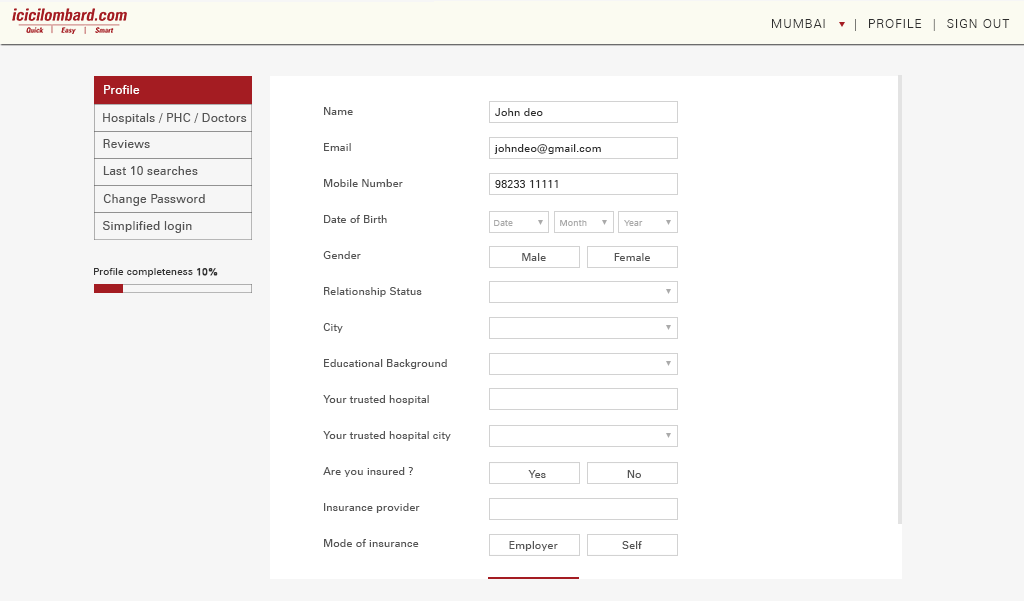 icicilombard.com
Quick | Easy | Smart
MUMBAI ▼ | PROFILE | SIGN OUT
Profile
Hospitals / PHC / Doctors
Reviews
Last 10 searches
Change Password
Simplified login
Profile completeness 10%
Name John deo
Email johndeo@gmail.com
Mobile Number 98233 11111
Date of Birth Date Month Year
Gender Male Female
Relationship Status
City
Educational Background
Your trusted hospital
Your trusted hospital city
Are you insured ? Yes No
Insurance provider
Mode of insurance Employer Self